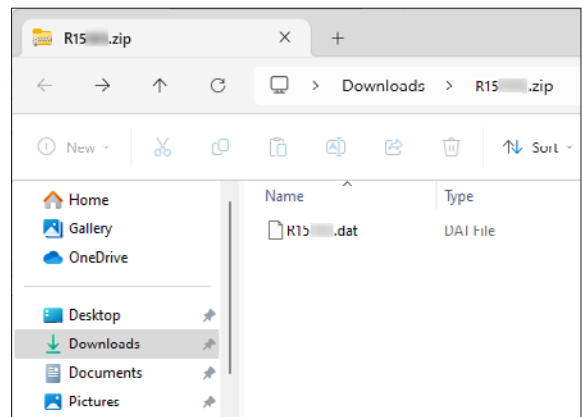 R15 .zip
Downloads > R15 .zip
New
Sort
Home
Gallery
OneDrive
Desktop
Downloads
Documents
Pictures
Name Type
R15 .dat DAT File